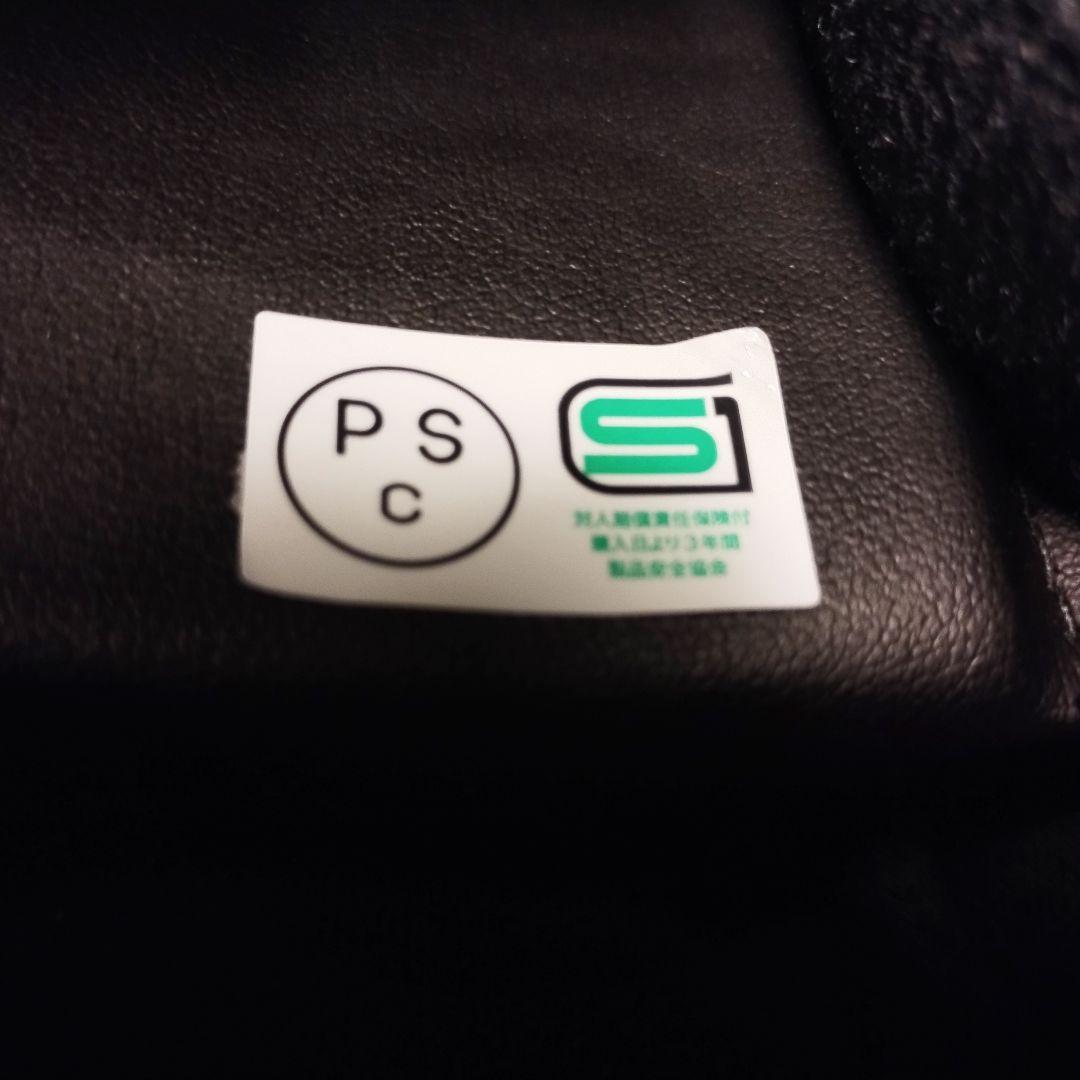 P S
C
S1
対人賠償責任保険付
購入日より3年間
製品安全協会